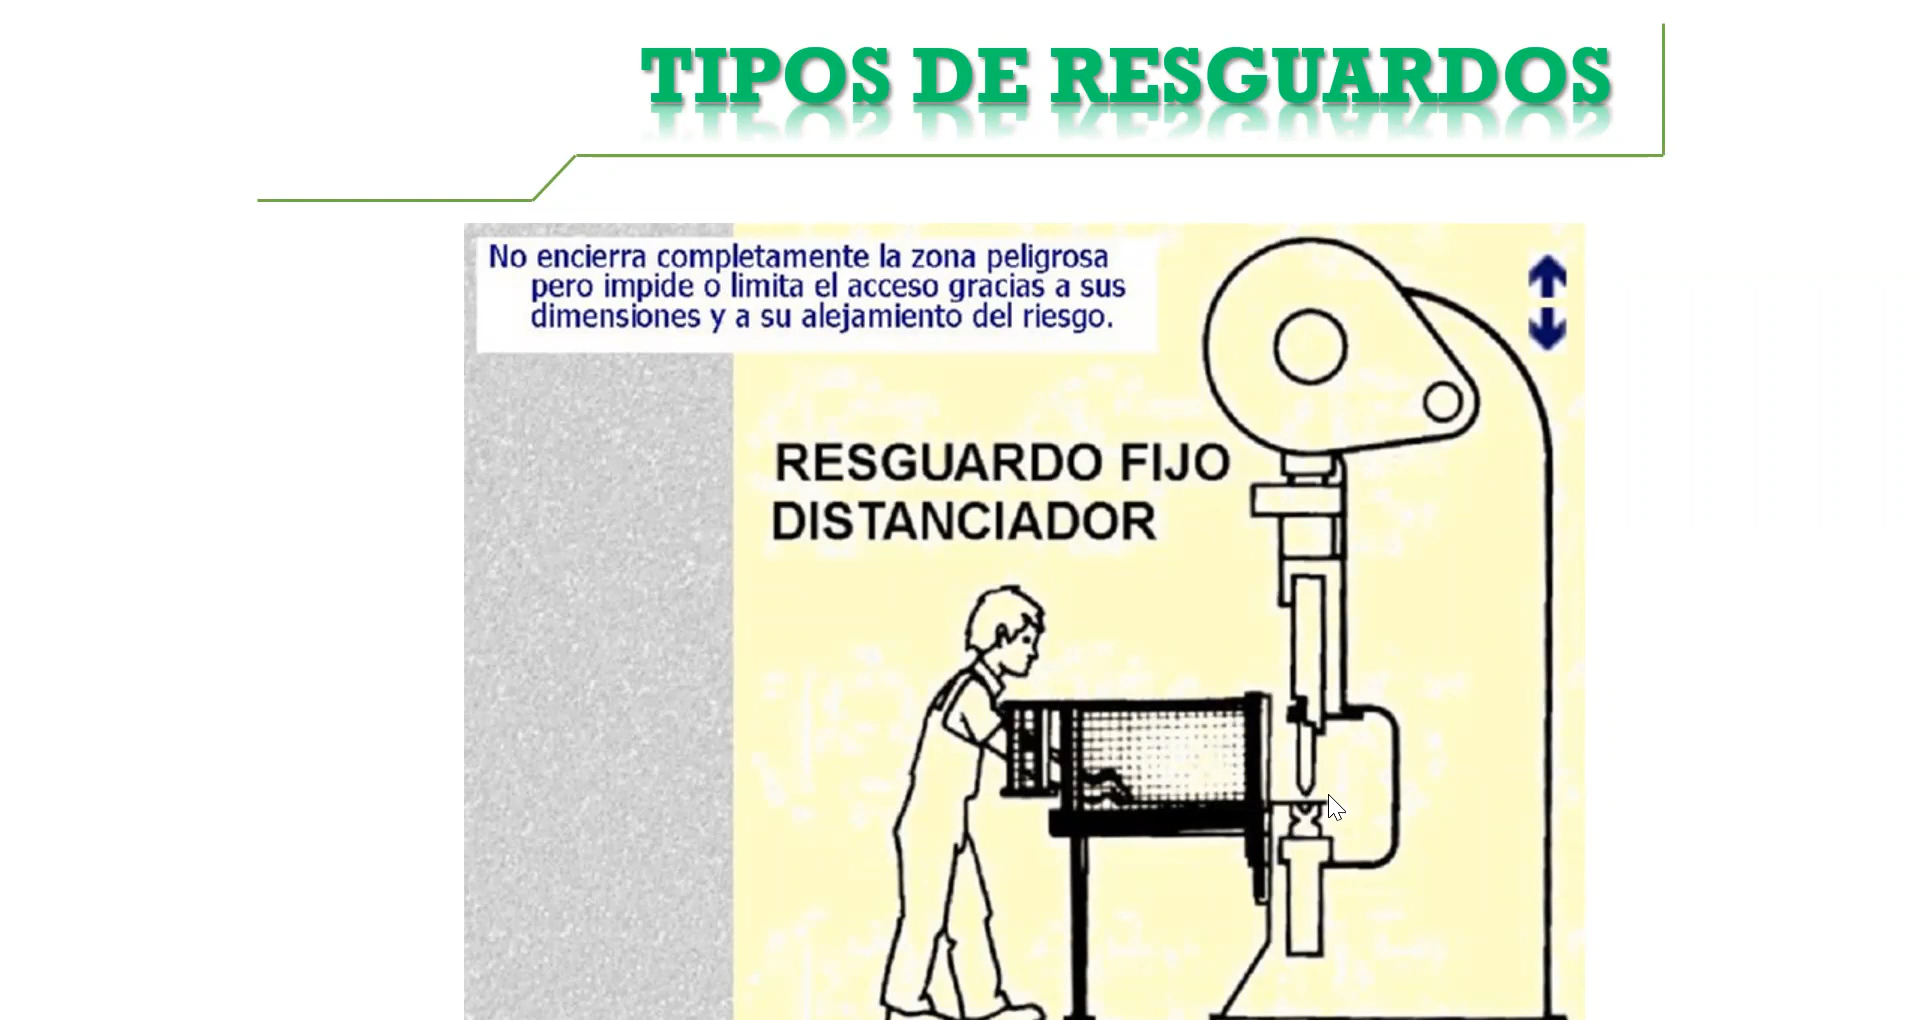 TIPOS DE RESGUARDOS
No encierra completamente la zona peligrosa
pero impide o limita el acceso gracias a sus
dimensiones y a su alejamiento del riesgo.
RESGUARDO FIJO
DISTANCIADOR